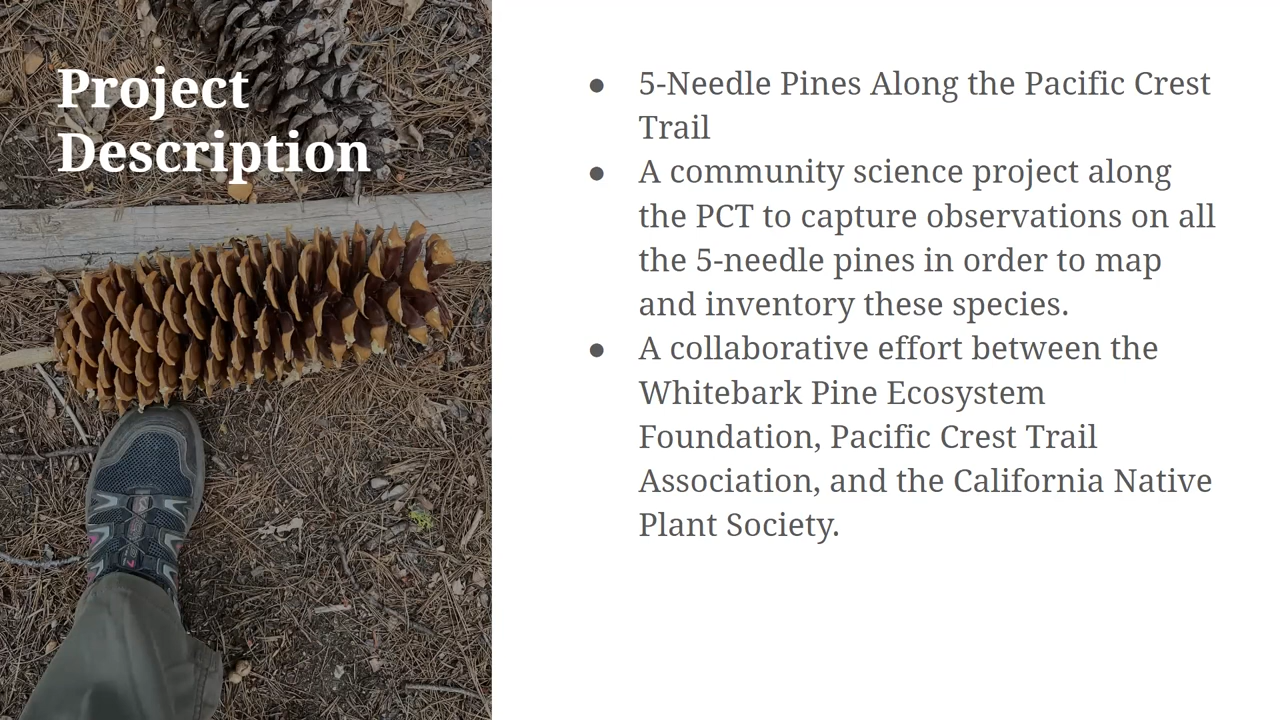 Project
Description
● 5-Needle Pines Along the Pacific Crest
Trail
● A community science project along
the PCT to capture observations on all
the 5-needle pines in order to map
and inventory these species.
● A collaborative effort between the
Whitebark Pine Ecosystem
Foundation, Pacific Crest Trail
Association, and the California Native
Plant Society.